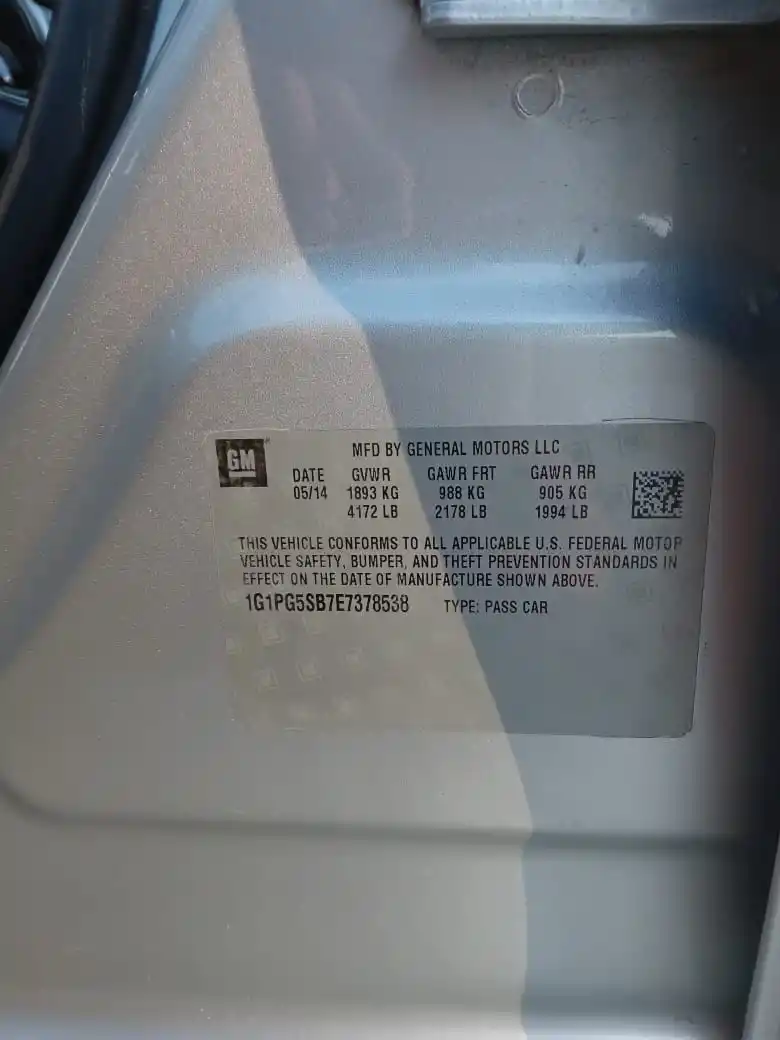 GM
MFD BY GENERAL MOTORS LLC
DATE GVWR GAWR FRT GAWR RR
05/14 1893 KG 988 KG 905 KG
4172 LB 2178 LB 1994 LB
THIS VEHICLE CONFORMS TO ALL APPLICABLE U.S. FEDERAL MOTOR
VEHICLE SAFETY, BUMPER, AND THEFT PREVENTION STANDARDS IN
EFFECT ON THE DATE OF MANUFACTURE SHOWN ABOVE.
1G1PG5SB7E7378538 TYPE: PASS CAR